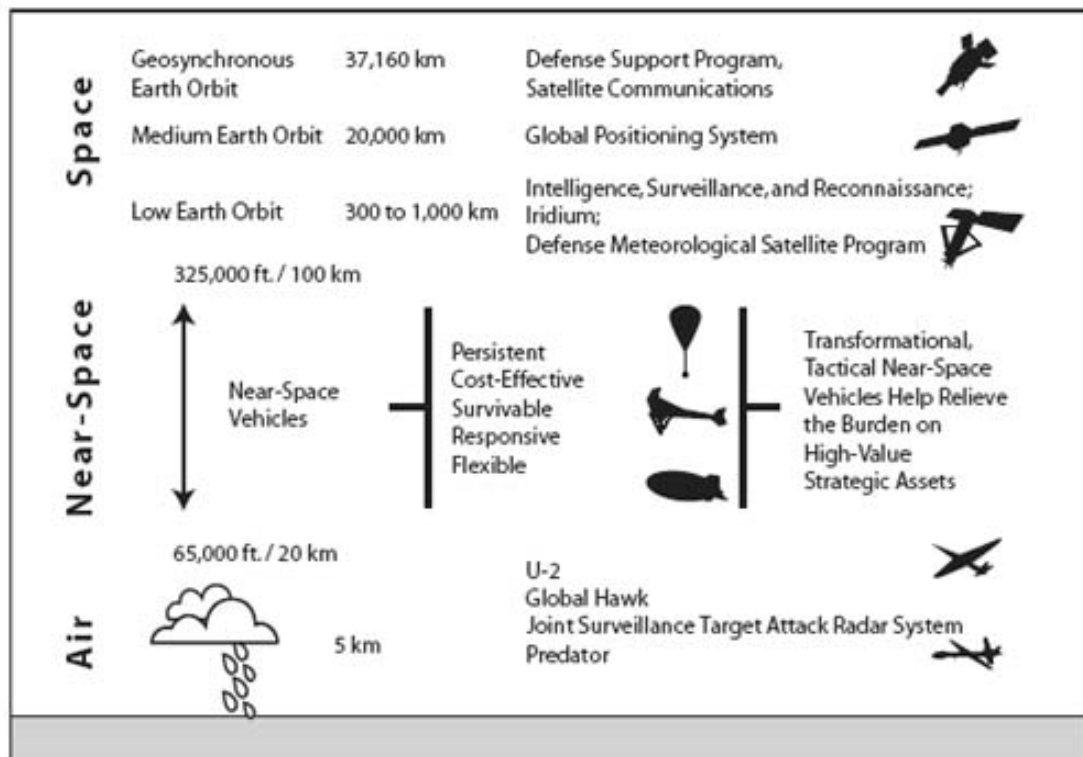 Space
Geosynchronous
Earth Orbit
37,160 km
Defense Support Program,
Satellite Communications
Medium Earth Orbit
20,000 km
Global Positioning System
Low Earth Orbit
300 to 1,000 km
Intelligence, Surveillance, and Reconnaissance;
Iridium;
Defense Meteorological Satellite Program
325,000 ft. / 100 km
Near-Space
Near-Space
Vehicles
Persistent
Cost-Effective
Survivable
Responsive
Flexible
Transformational,
Tactical Near-Space
Vehicles Help Relieve
the Burden on
High-Value
Strategic Assets
65,000 ft. / 20 km
Air
5 km
U-2
Global Hawk
Joint Surveillance Target Attack Radar System
Predator